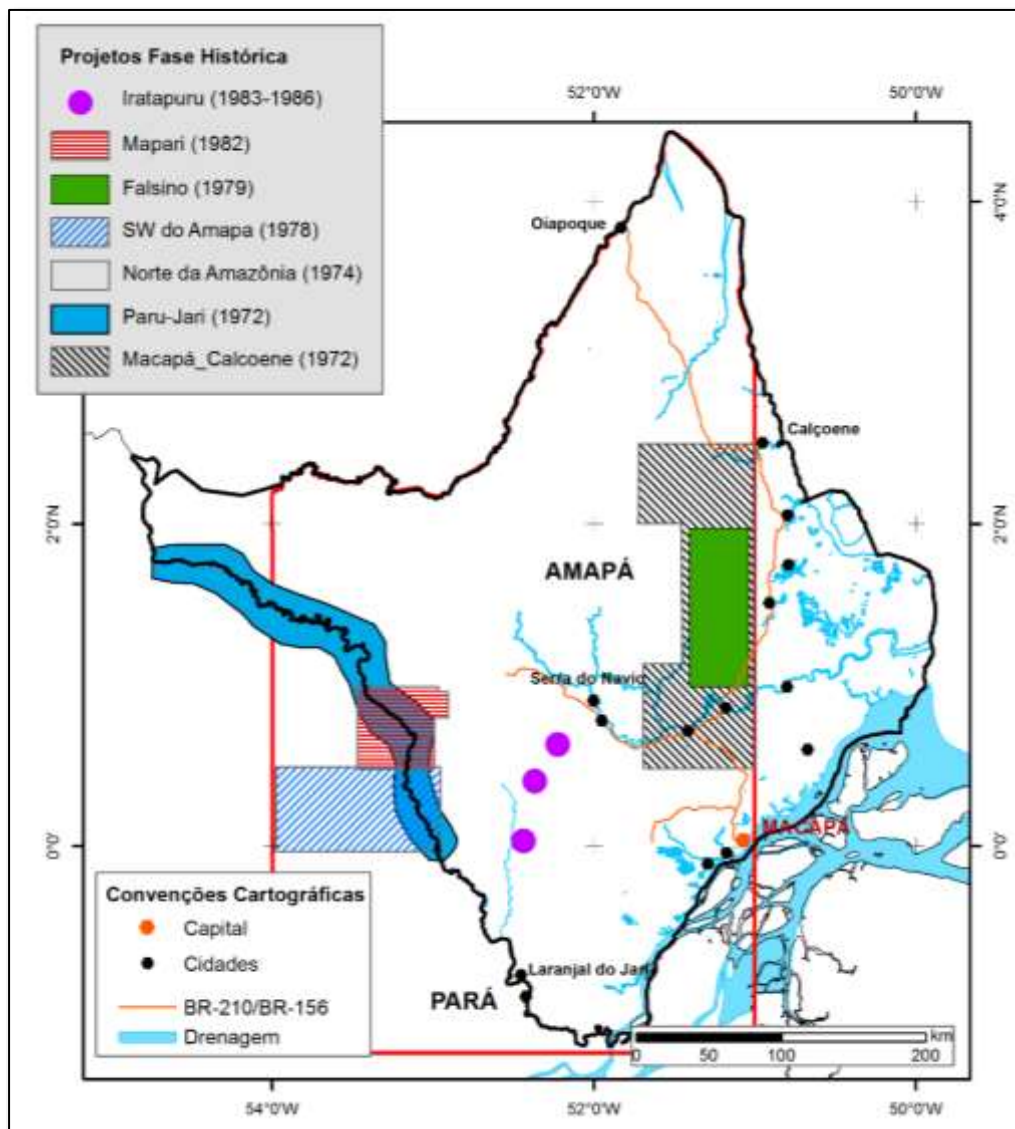 Projetos Fase Histórica
Iratapuru (1983-1986)
Mapari (1982)
Falsino (1979)
SW do Amapa (1978)
Norte da Amazônia (1974)
Paru-Jari (1972)
Macapá_Calcoene (1972)
52°0'W
50°0'W
4°0'N
4°0'N
Oiapoque
Calçoene
2°0'N
2°0'N
AMAPÁ
Serra do Navio
MACAPÁ
0°0'
0°0'
Convenções Cartográficas
Capital
Cidades
BR-210/BR-156
Drenagem
Laranjal do Jari
PARÁ
km
0 50 100 200
54°0'W
52°0'W
50°0'W